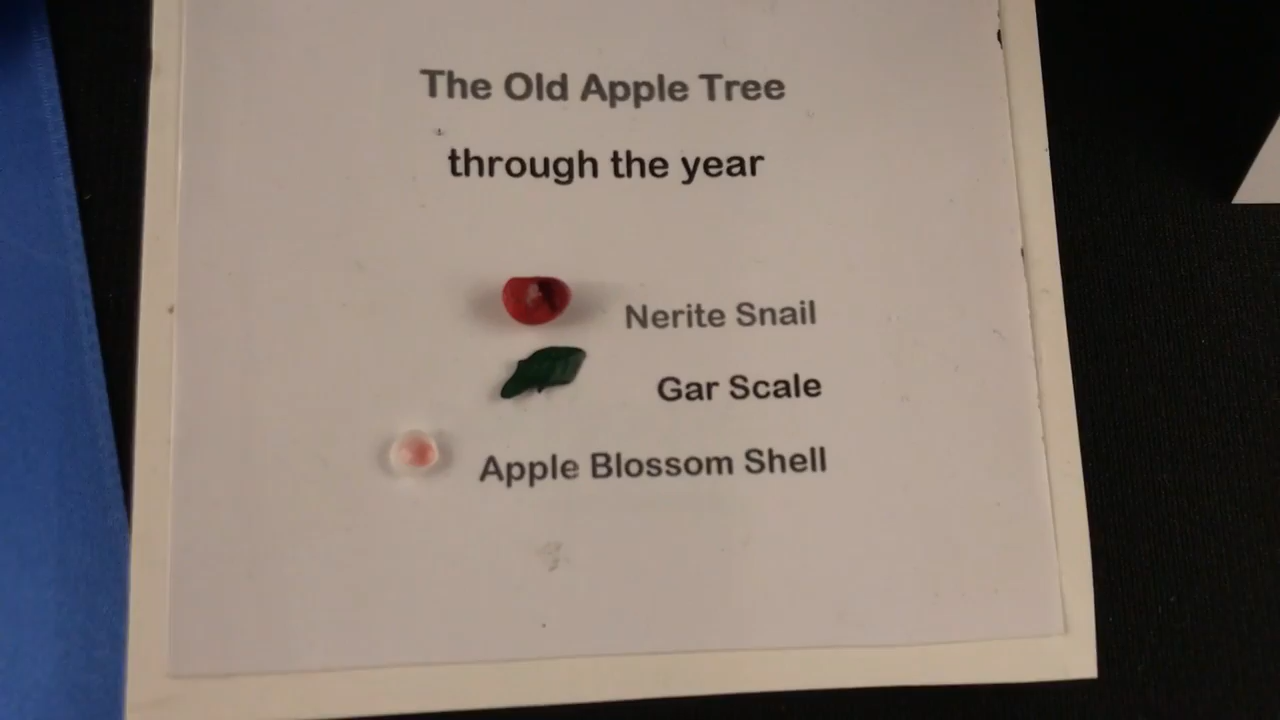 The Old Apple Tree
through the year
Nerite Snail
Gar Scale
Apple Blossom Shell